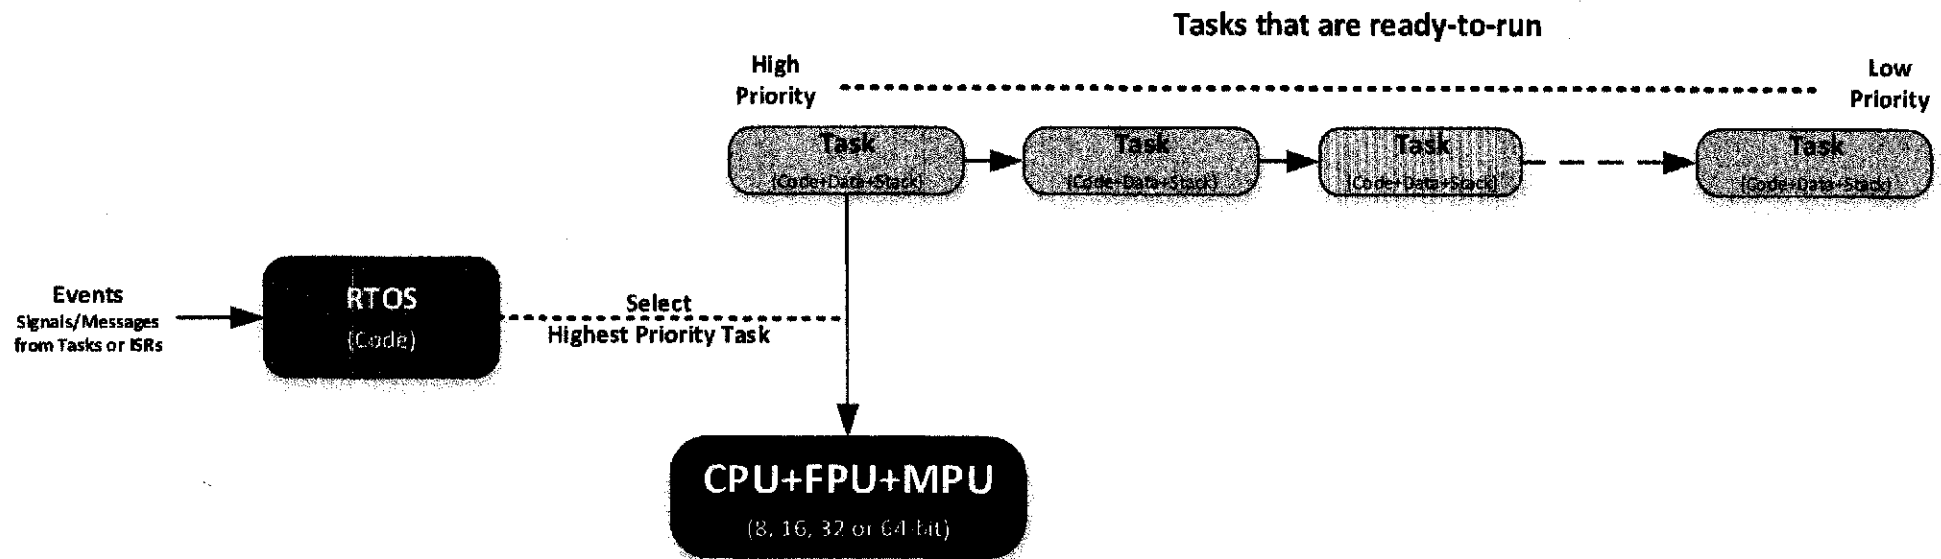 Tasks that are ready-to-run
High
Priority
Low
Priority
Task
(Code+Data+Stack)
Task
(Code+Data+Stack)
Task
(Code+Data+Stack)
Task
(Code+Data+Stack)
Events
Signals/Messages
from Tasks or ISRs
RTOS
(Code)
Select
Highest Priority Task
CPU+FPU+MPU
(8, 16, 32 or 64-bit)